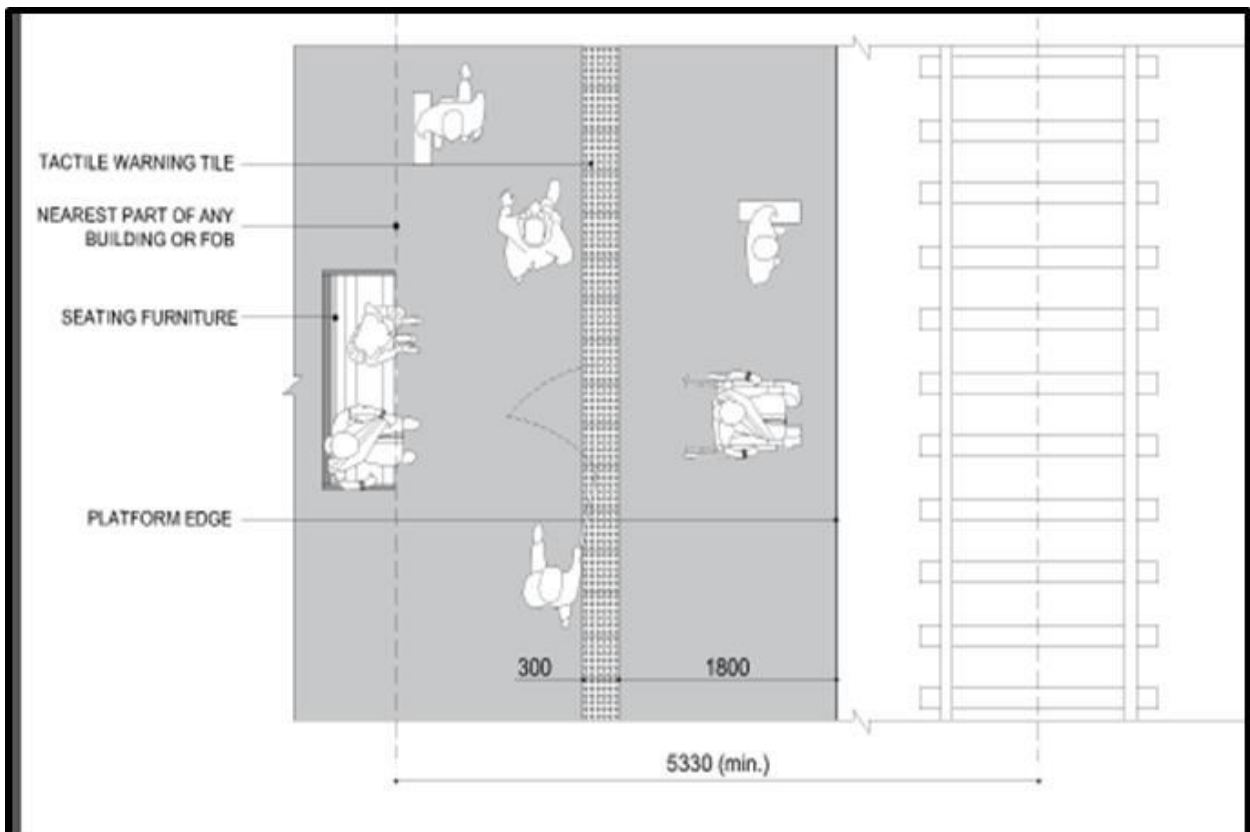 TACTILE WARNING TILE
NEAREST PART OF ANY
BUILDING OR FOB
SEATING FURNITURE
PLATFORM EDGE
300
1800
5330 (min.)